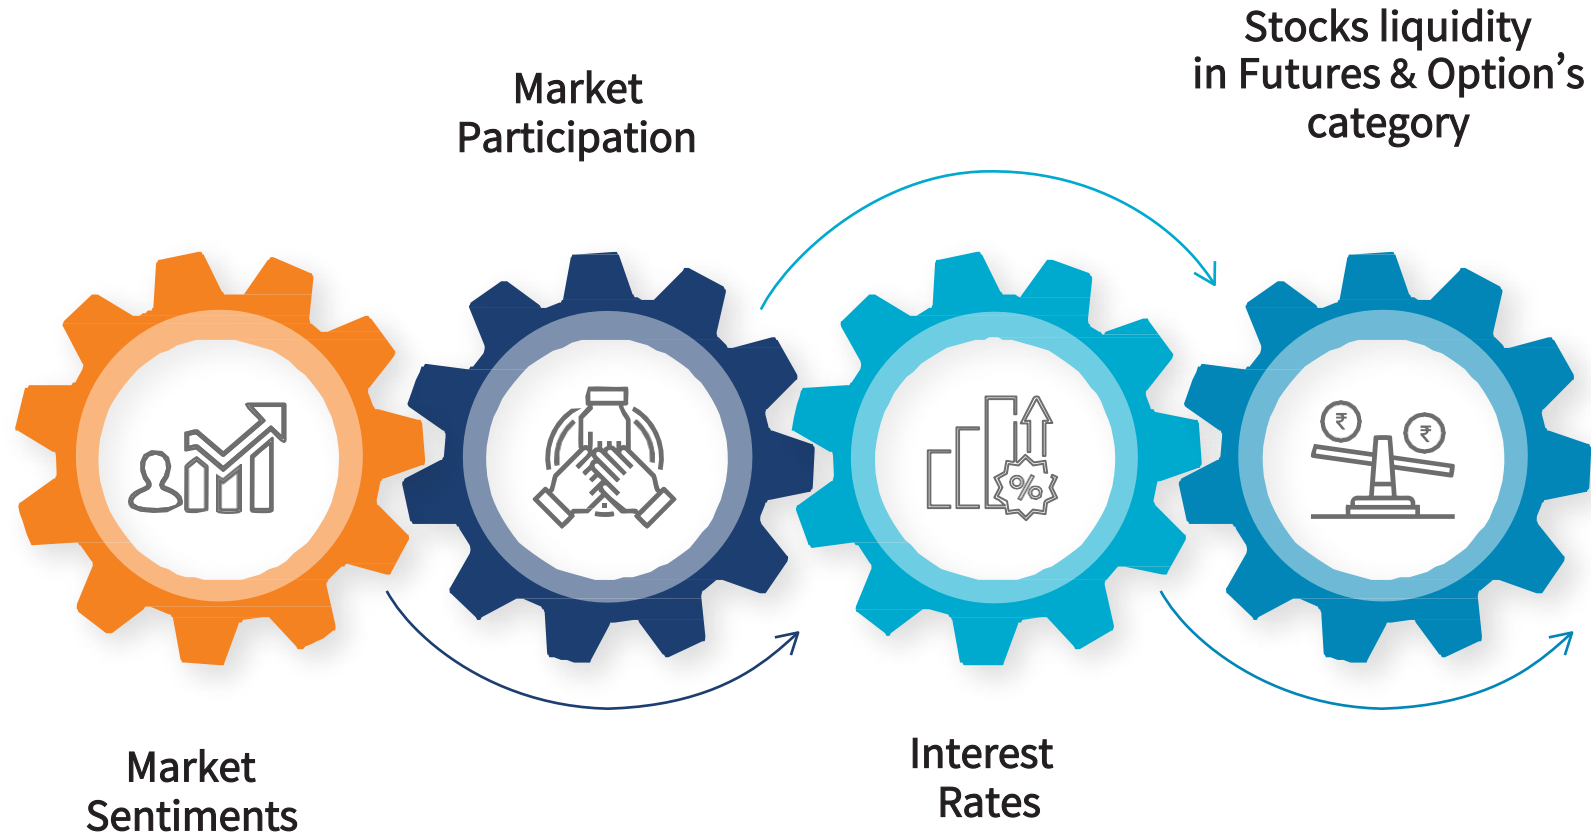 Market
Sentiments
Market
Participation
Interest
Rates
%
Stocks liquidity
in Futures & Option’s
category
₹
₹